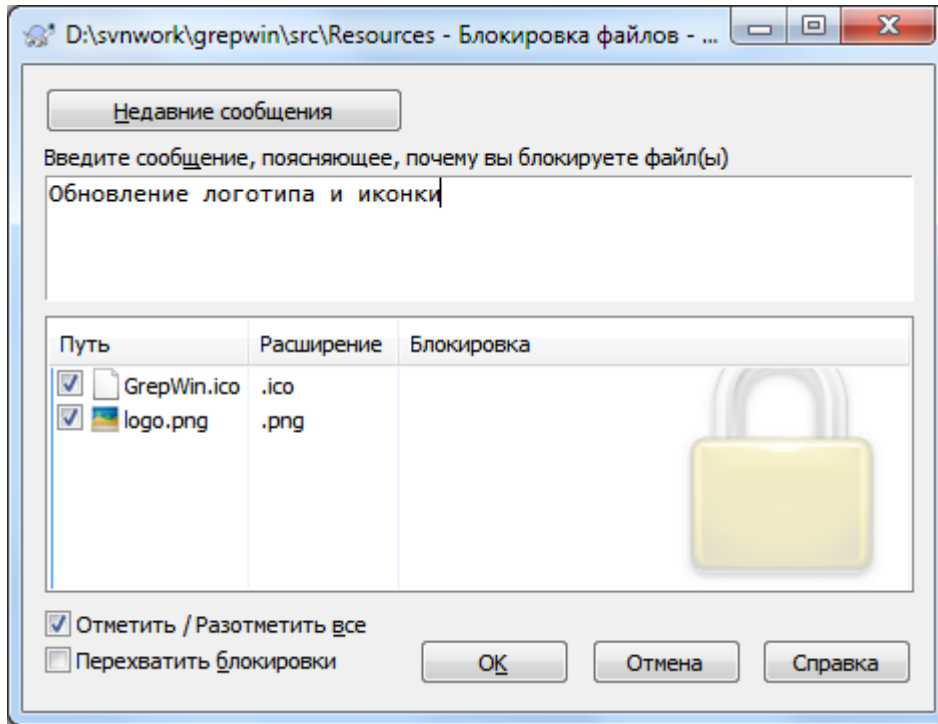 D:\svnwork\grepwin\src\Resources - Блокировка файлов - ...
Недавние сообщения
Введите сообщение, поясняющее, почему вы блокируете файл(ы)
Обновление логотипа и иконки
Путь Расширение Блокировка
GrepWin.ico .ico
logo.png .png
Отметить / Разотметить все
Перехватить блокировки
OK Отмена Справка